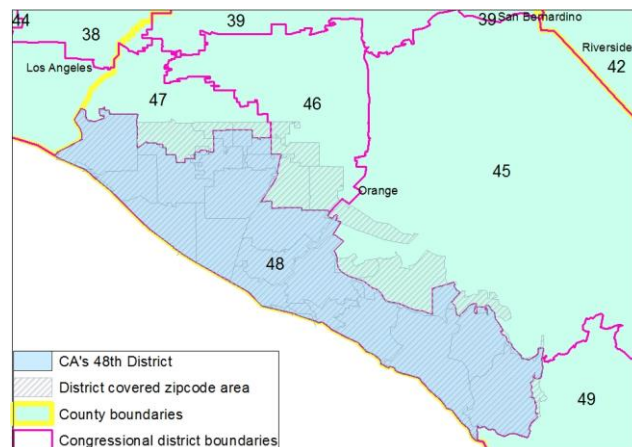 44
38
39
39
San Bernardino
Riverside
Los Angeles
42
47
46
Orange
45
48
49
CA's 48th District
District covered zipcode area
County boundaries
Congressional district boundaries